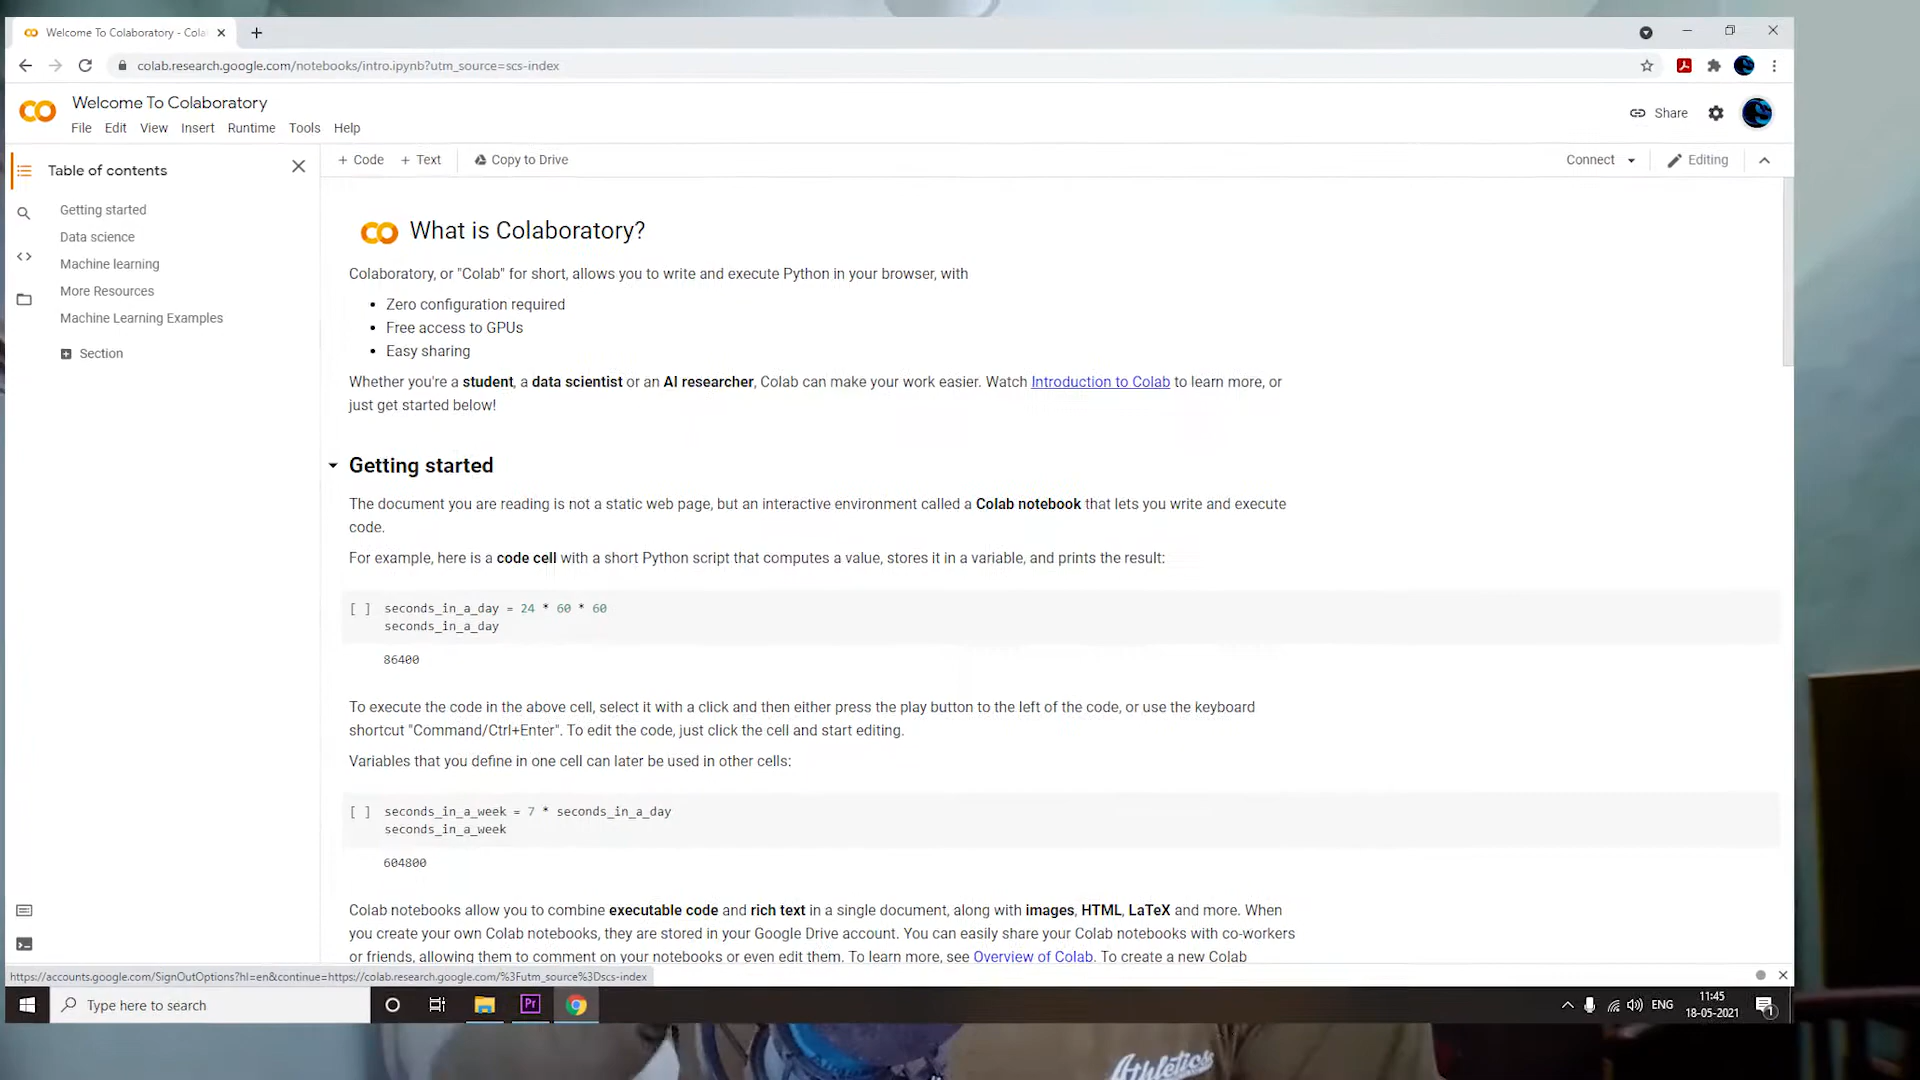 Welcome To Colaboratory - Cola
colab.research.google.com/notebooks/intro.ipynb?utm_source=scs-index
Welcome To Colaboratory
Share
File Edit View Insert Runtime Tools Help
Table of contents
+ Code + Text Copy to Drive
Connect Editing
Getting started
Data science
Machine learning
More Resources
Machine Learning Examples
Section
What is Colaboratory?
Colaboratory, or "Colab" for short, allows you to write and execute Python in your browser, with
• Zero configuration required
• Free access to GPUs
• Easy sharing
Whether you're a student, a data scientist or an AI researcher, Colab can make your work easier. Watch Introduction to Colab to learn more, or
just get started below!
Getting started
The document you are reading is not a static web page, but an interactive environment called a Colab notebook that lets you write and execute
code.
For example, here is a code cell with a short Python script that computes a value, stores it in a variable, and prints the result:
[ ] seconds_in_a_day = 24 * 60 * 60
seconds_in_a_day
86400
To execute the code in the above cell, select it with a click and then either press the play button to the left of the code, or use the keyboard
shortcut "Command/Ctrl+Enter". To edit the code, just click the cell and start editing.
Variables that you define in one cell can later be used in other cells:
[ ] seconds_in_a_week = 7 * seconds_in_a_day
seconds_in_a_week
604800
Colab notebooks allow you to combine executable code and rich text in a single document, along with images, HTML, LaTeX and more. When
you create your own Colab notebooks, they are stored in your Google Drive account. You can easily share your Colab notebooks with co-workers
or friends, allowing them to comment on your notebooks or even edit them. To learn more, see Overview of Colab. To create a new Colab
https://accounts.google.com/SignOutOptions?hl=en&continue=https://colab.research.google.com/%3Futm_source%3Dscs-index
Type here to search
Pr
ENG
11:45
18-05-2021
1
Athletics